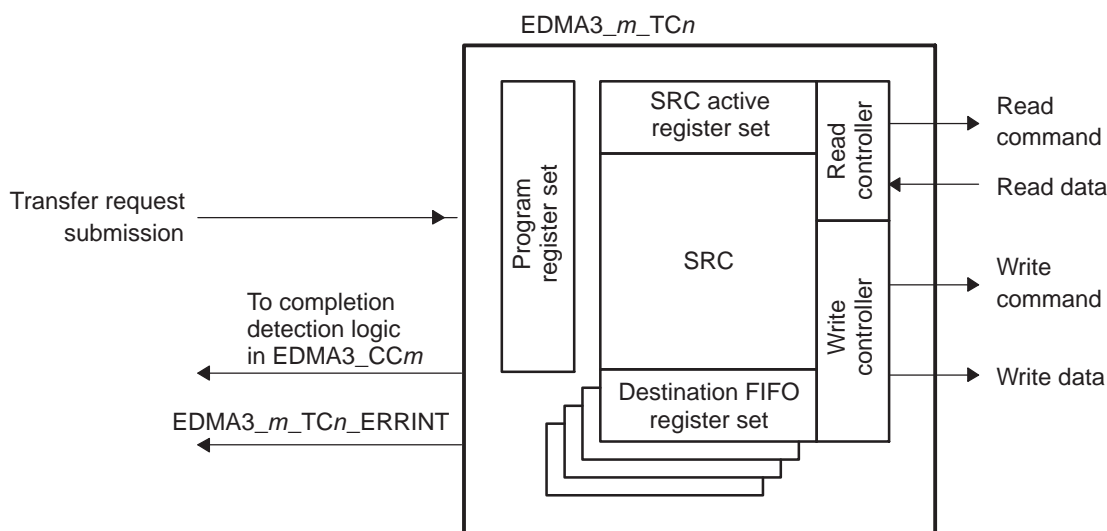 EDMA3_m_TCn
SRC active
register set
Read
controller
Read
command
Read data
Transfer request
submission
Program
register set
SRC
Write
controller
Write
command
To completion
detection logic
in EDMA3_CCm
Write data
Destination FIFO
register set
EDMA3_m_TCn_ERRINT